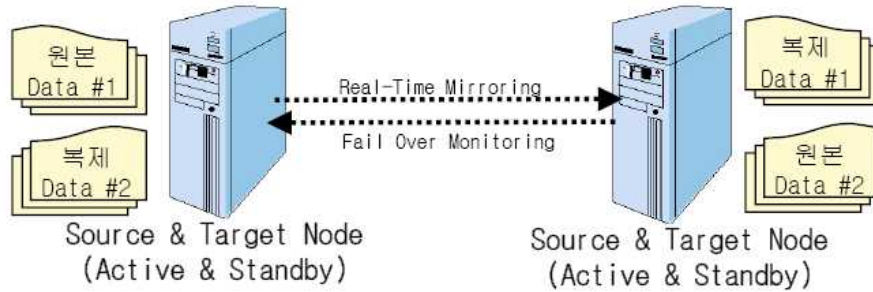 원본
Data #1
복제
Data #2
Real-Time Mirroring
Fail Over Monitoring
복제
Data #1
원본
Data #2
Source & Target Node
(Active & Standby)
Source & Target Node
(Active & Standby)